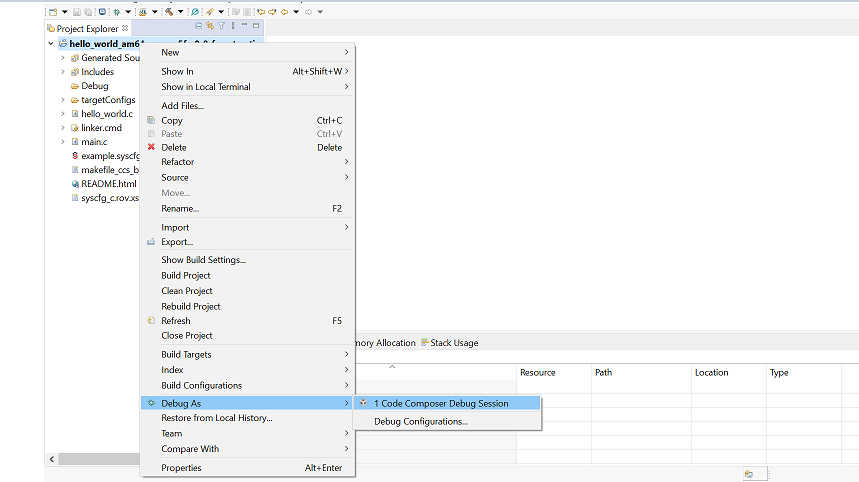 Project Explorer
hello_world_am64
Generated Sou
Includes
Debug
targetConfigs
hello_world.c
linker.cmd
main.c
example.syscfg
makefile_ccs_b
README.html
syscfg_c.rov.xs
New
Show In Alt+Shift+W
Show in Local Terminal
Add Files...
Copy Ctrl+C
Paste Ctrl+V
Delete Delete
Refactor
Source
Move...
Rename... F2
Import
Export...
Show Build Settings...
Build Project
Clean Project
Rebuild Project
Refresh F5
Close Project
Build Targets
Index
Build Configurations
Debug As
Restore from Local History...
Team
Compare With
Properties Alt+Enter
1 Code Composer Debug Session
Debug Configurations...
mory Allocation Stack Usage
Resource Path Location Type